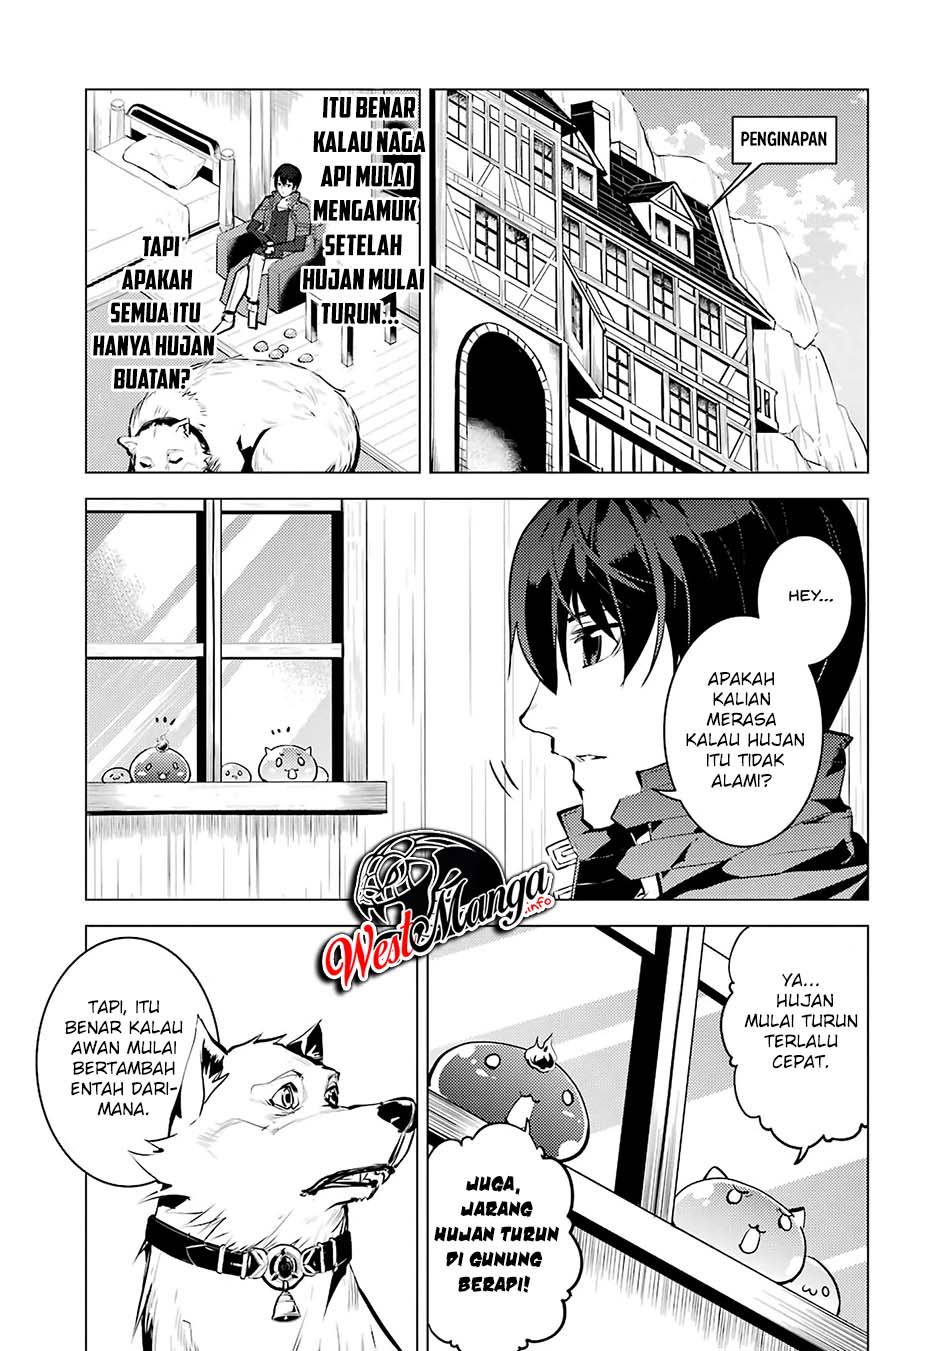 PENGINAPAN
ITU BENAR
KALAU NAGA
API MULAI
MENGAMUK
SETELAH
HUJAN MULAI
TURUN...
TAPI
APAKAH
SEMUA ITU
HANYA HUJAN
BUATAN?
HEY...
APAKAH
KALIAN
MERASA
KALAU HUJAN
ITU TIDAK
ALAMI?
YA...
HUJAN
MULAI TURUN
TERLALU
CEPAT.
JUGA,
JARANG
HUJAN TURUN
DI GUNUNG
BERAPI!
TAPI, ITU
BENAR KALAU
AWAN MULAI
BERTAMBAH
ENTAH DARI-
MANA.
WestManga
.info